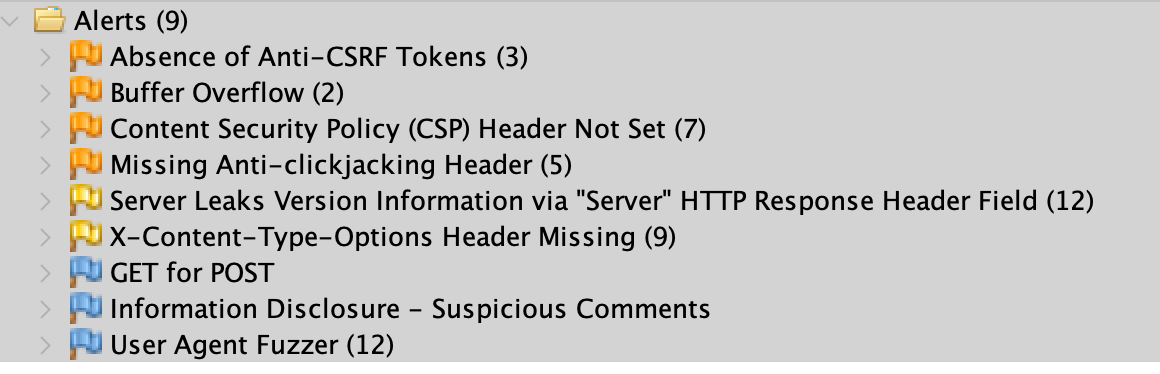 Alerts (9)
Absence of Anti-CSRF Tokens (3)
Buffer Overflow (2)
Content Security Policy (CSP) Header Not Set (7)
Missing Anti-clickjacking Header (5)
Server Leaks Version Information via "Server" HTTP Response Header Field (12)
X-Content-Type-Options Header Missing (9)
GET for POST
Information Disclosure - Suspicious Comments
User Agent Fuzzer (12)